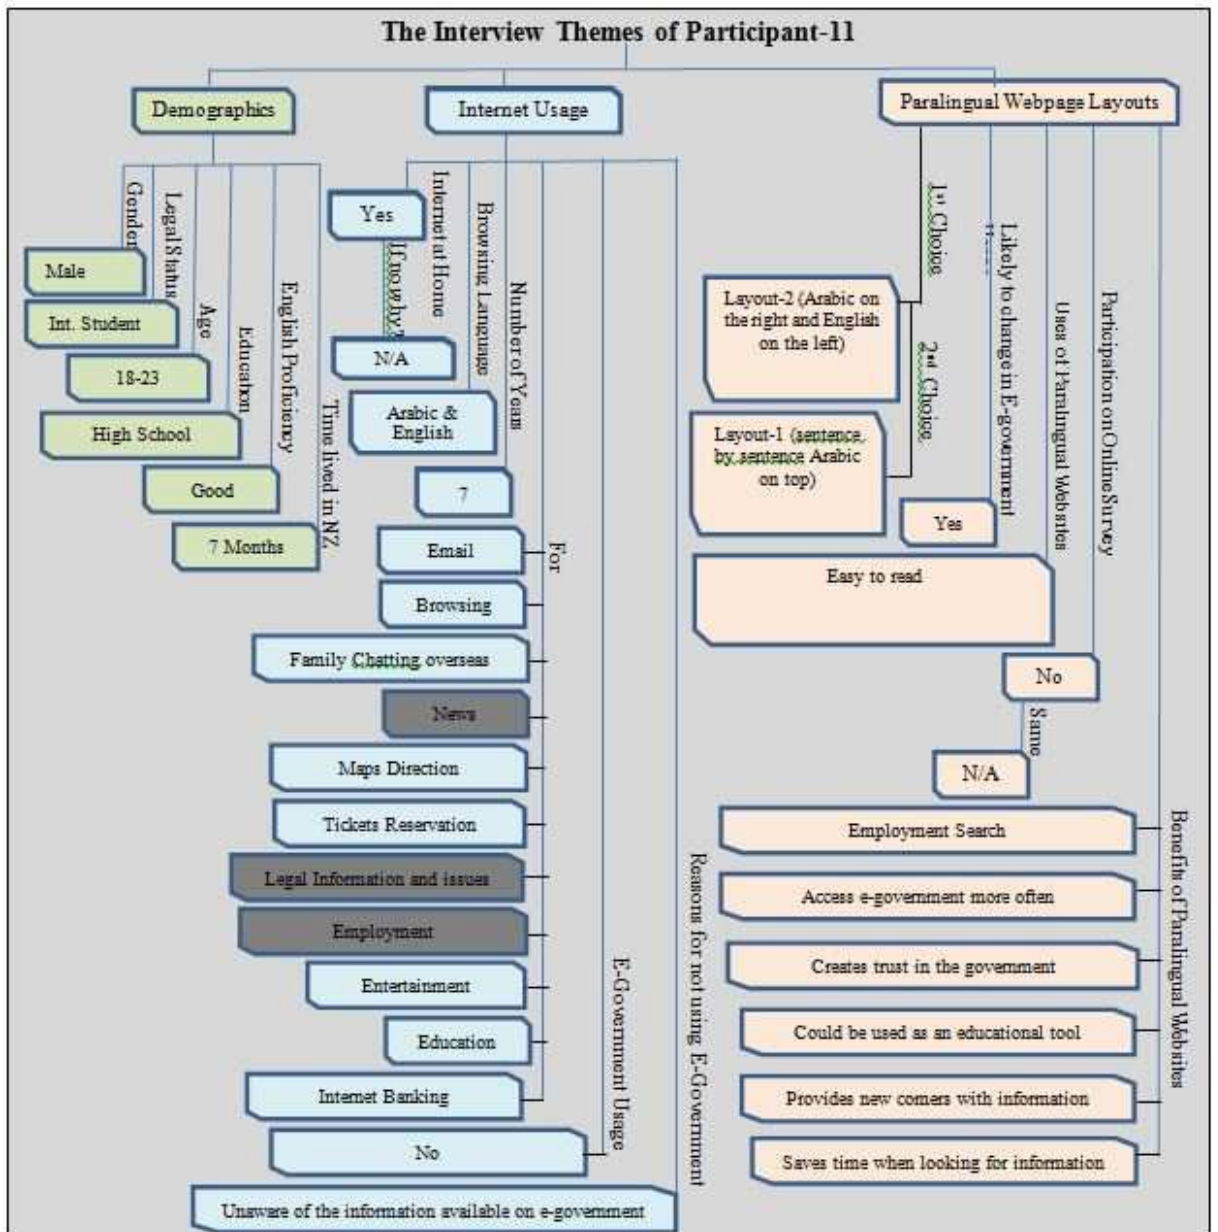 The Interview Themes of Participant-11
Demographics
Gender
Male
Legal Status
Int. Student
Age
18-23
Education
High School
English Proficiency
Good
Time lived in NZ
7 Months
Internet Usage
Internet at Home
Yes
If no why?
N/A
Browsing Language
Arabic &
English
Number of Years
7
For
Email
Browsing
Family Chatting overseas
News
Maps Direction
Tickets Reservation
Legal Information and issues
Employment
Entertainment
Education
Internet Banking
E-Government Usage
No
Reasons for not using E-Government
Unaware of the information available on e-government
Paralingual Webpage Layouts
1st Choice
Layout-2 (Arabic on
the right and English
on the left)
2nd Choice
Layout-1 (sentence
by sentence Arabic
on top)
Likely to change in E-government
Yes
Uses of Paralingual Websites
Easy to read
Participation on Online Survey
No
Same
N/A
Benefits of Paralingual Websites
Employment Search
Access e-government more often
Creates trust in the government
Could be used as an educational tool
Provides new comers with information
Saves time when looking for information